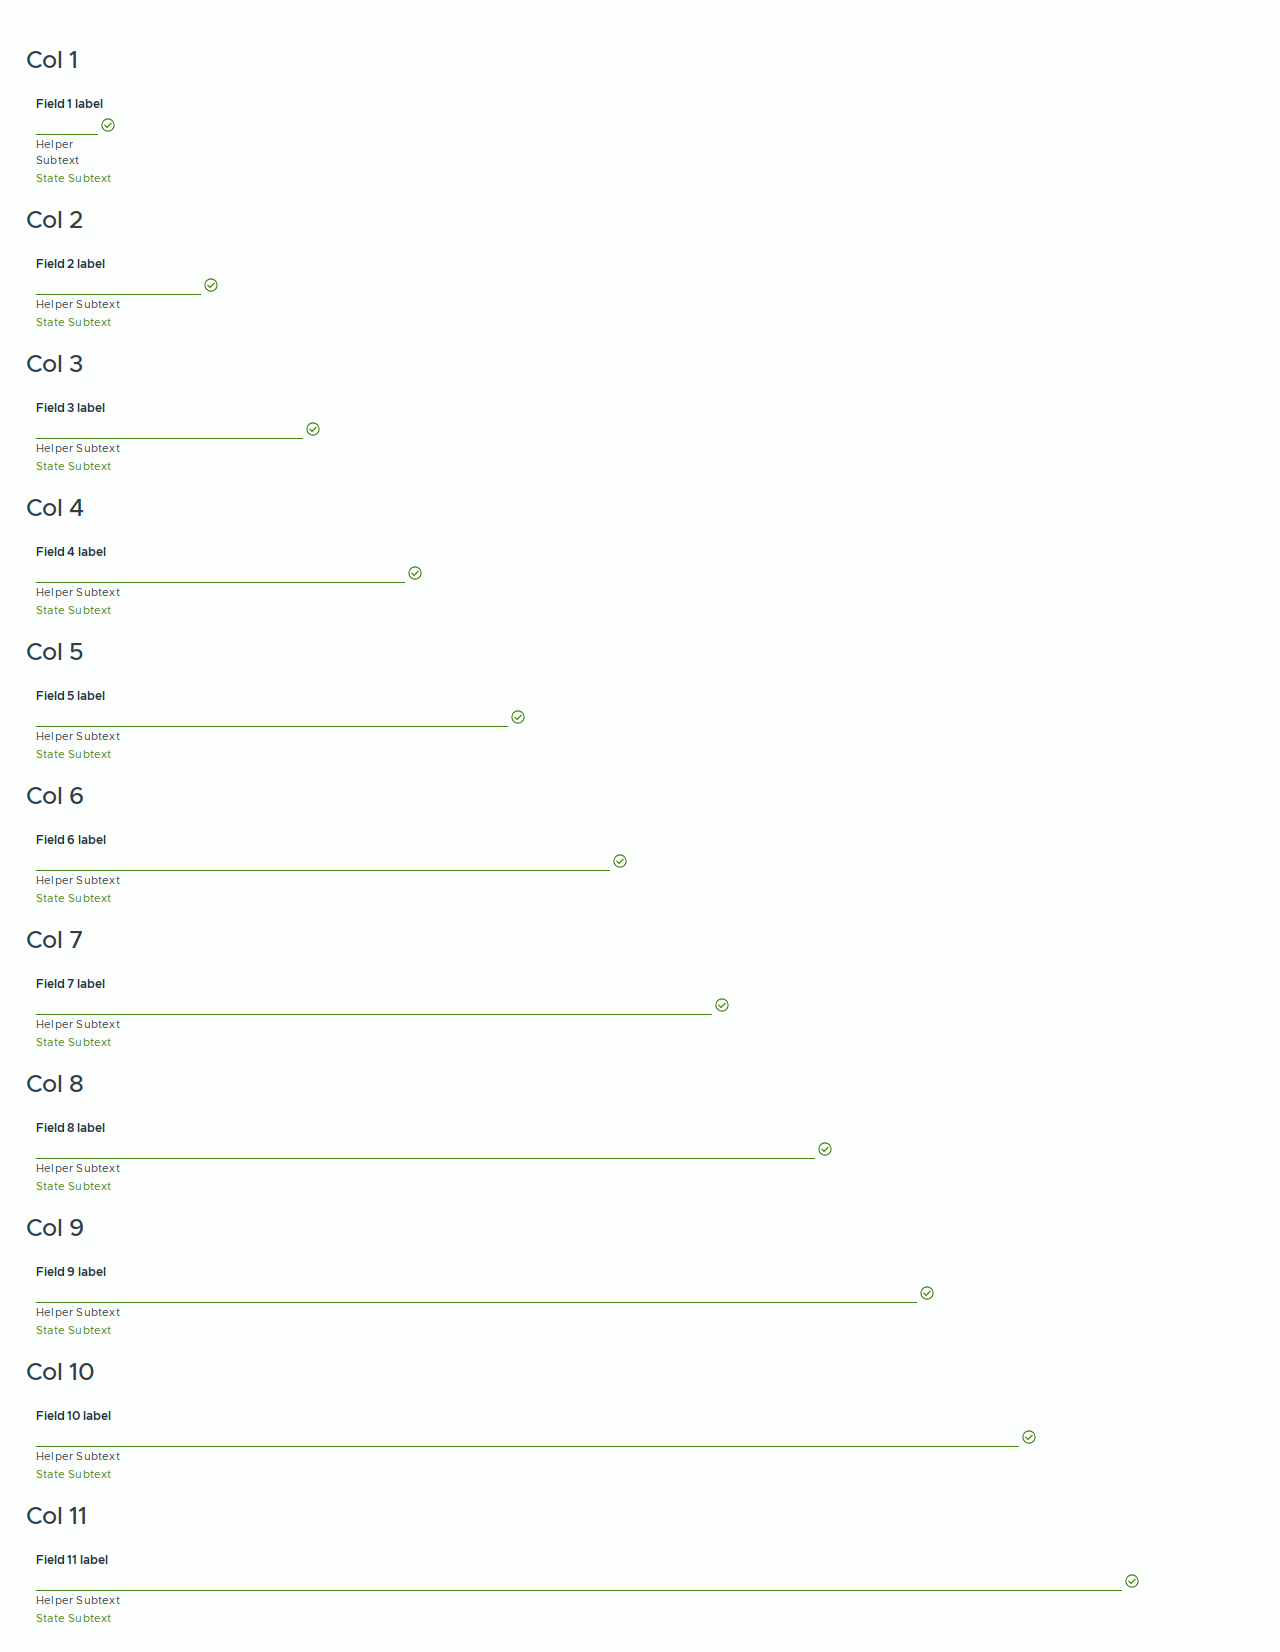 Col 1
Field 1 label
Helper
Subtext
State Subtext
Col 2
Field 2 label
Helper Subtext
State Subtext
Col 3
Field 3 label
Helper Subtext
State Subtext
Col 4
Field 4 label
Helper Subtext
State Subtext
Col 5
Field 5 label
Helper Subtext
State Subtext
Col 6
Field 6 label
Helper Subtext
State Subtext
Col 7
Field 7 label
Helper Subtext
State Subtext
Col 8
Field 8 label
Helper Subtext
State Subtext
Col 9
Field 9 label
Helper Subtext
State Subtext
Col 10
Field 10 label
Helper Subtext
State Subtext
Col 11
Field 11 label
Helper Subtext
State Subtext